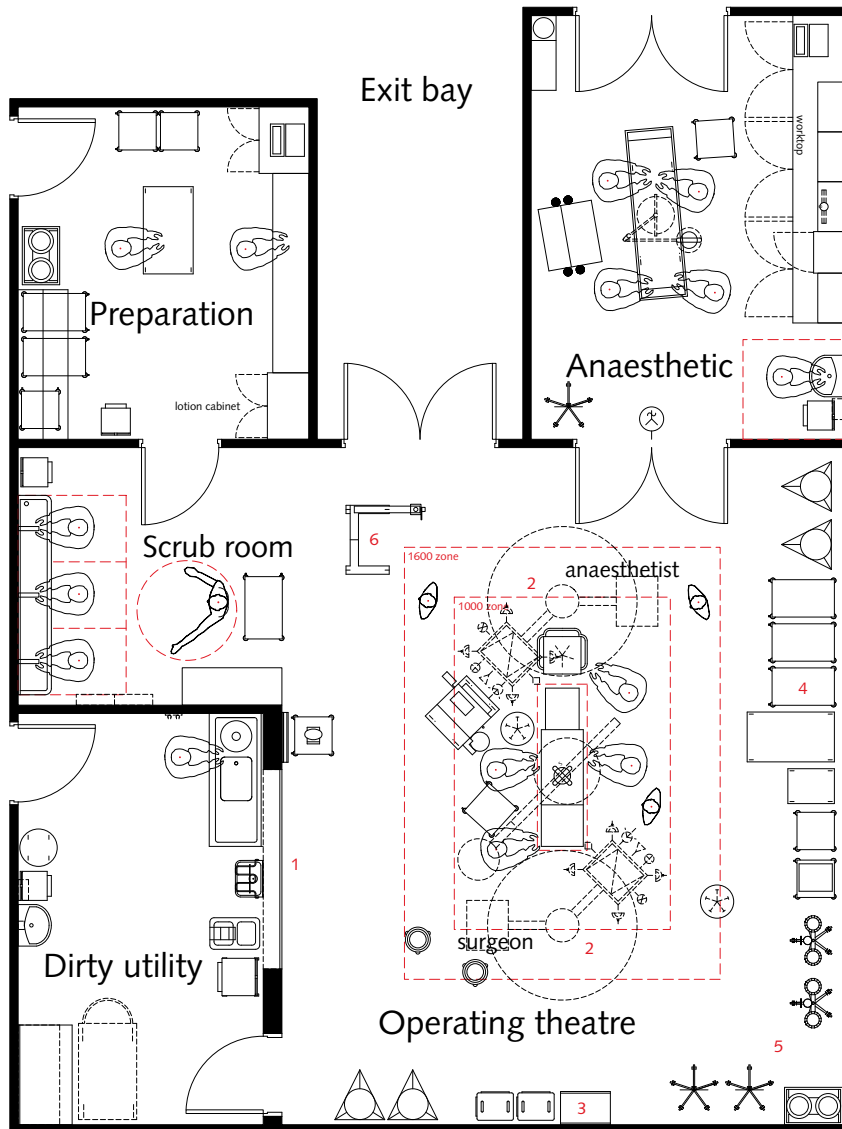 Exit bay
worktop
Preparation
Anaesthetic
lotion cabinet
Scrub room
6
1600 zone
2
anaesthetist
1000 zone
4
1
surgeon
2
Dirty utility
Operating theatre
5
3